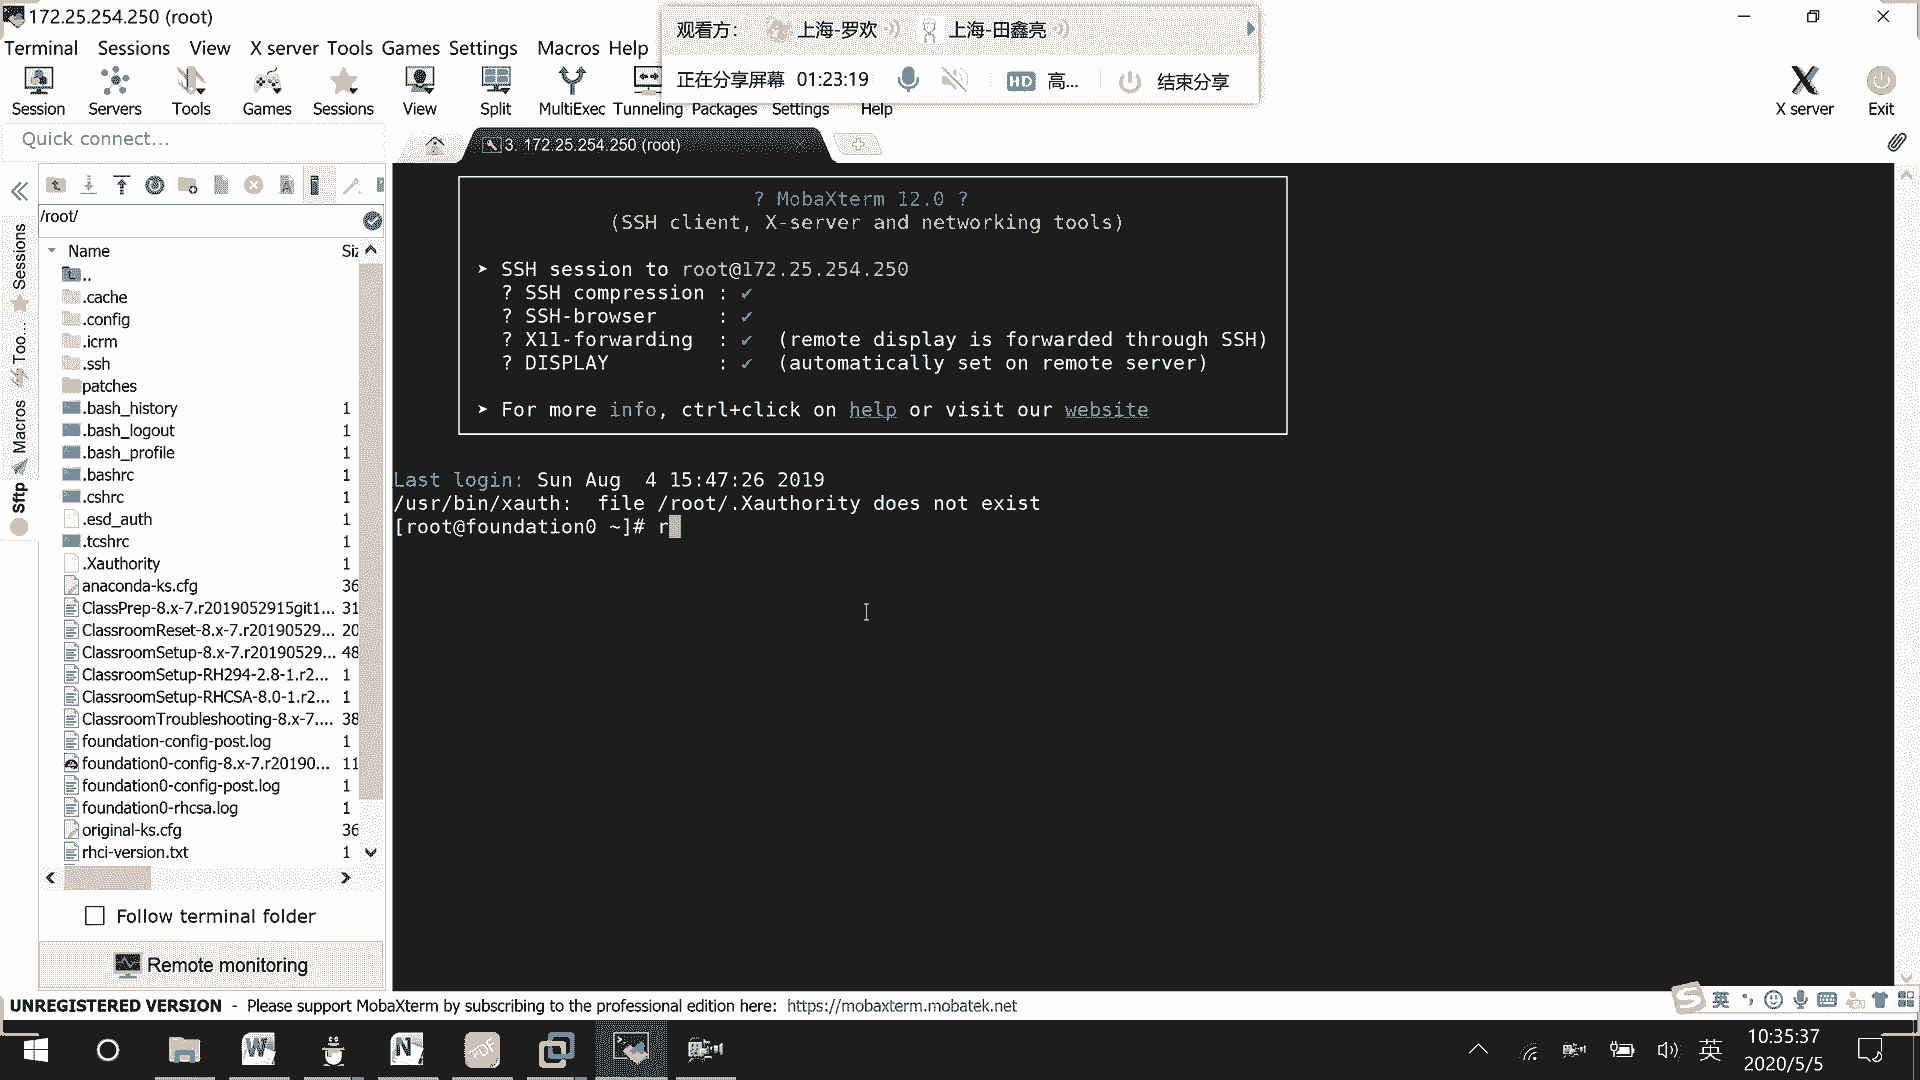 172.25.254.250 (root)
Terminal Sessions View X server Tools Games Settings Macros Help
观看方： 上海-罗欢 上海-田鑫亮
正在分享屏幕 01:23:19 HD 高... 结束分享
Session Servers Tools Games Sessions View Split MultiExec Tunneling Packages Settings Help X server Exit
Quick connect...
3. 172.25.254.250 (root)
/root/
Name Siz
..
.cache
.config
.icrm
.ssh
patches
.bash_history 1
.bash_logout 1
.bash_profile 1
.bashrc 1
.cshrc 1
.esd_auth 1
.tcshrc 1
.Xauthority 1
anaconda-ks.cfg 36
ClassPrep-8.x-7.r2019052915git1... 31
ClassroomReset-8.x-7.r20190529... 20
ClassroomSetup-8.x-7.r20190529... 48
ClassroomSetup-RH294-2.8-1.r2... 1
ClassroomSetup-RHCSA-8.0-1.r2... 1
ClassroomTroubleshooting-8.x-7.... 38
foundation-config-post.log 1
foundation0-config-8.x-7.r20190... 11
foundation0-config-post.log 1
foundation0-rhcsa.log 1
original-ks.cfg 36
rhci-version.txt 1
Sessions
Too...
Macros
Sftp
Follow terminal folder
Remote monitoring
? MobaXterm 12.0 ?
(SSH client, X-server and networking tools)
➤ SSH session to root@172.25.254.250
? SSH compression : ✔
? SSH-browser : ✔
? X11-forwarding : ✔ (remote display is forwarded through SSH)
? DISPLAY : ✔ (automatically set on remote server)
➤ For more info, ctrl+click on help or visit our website
Last login: Sun Aug 4 15:47:26 2019
/usr/bin/xauth: file /root/.Xauthority does not exist
[root@foundation0 ~]# r
UNREGISTERED VERSION - Please support MobaXterm by subscribing to the professional edition here: https://mobaxterm.mobatek.net
英
英
10:35:37
2020/5/5